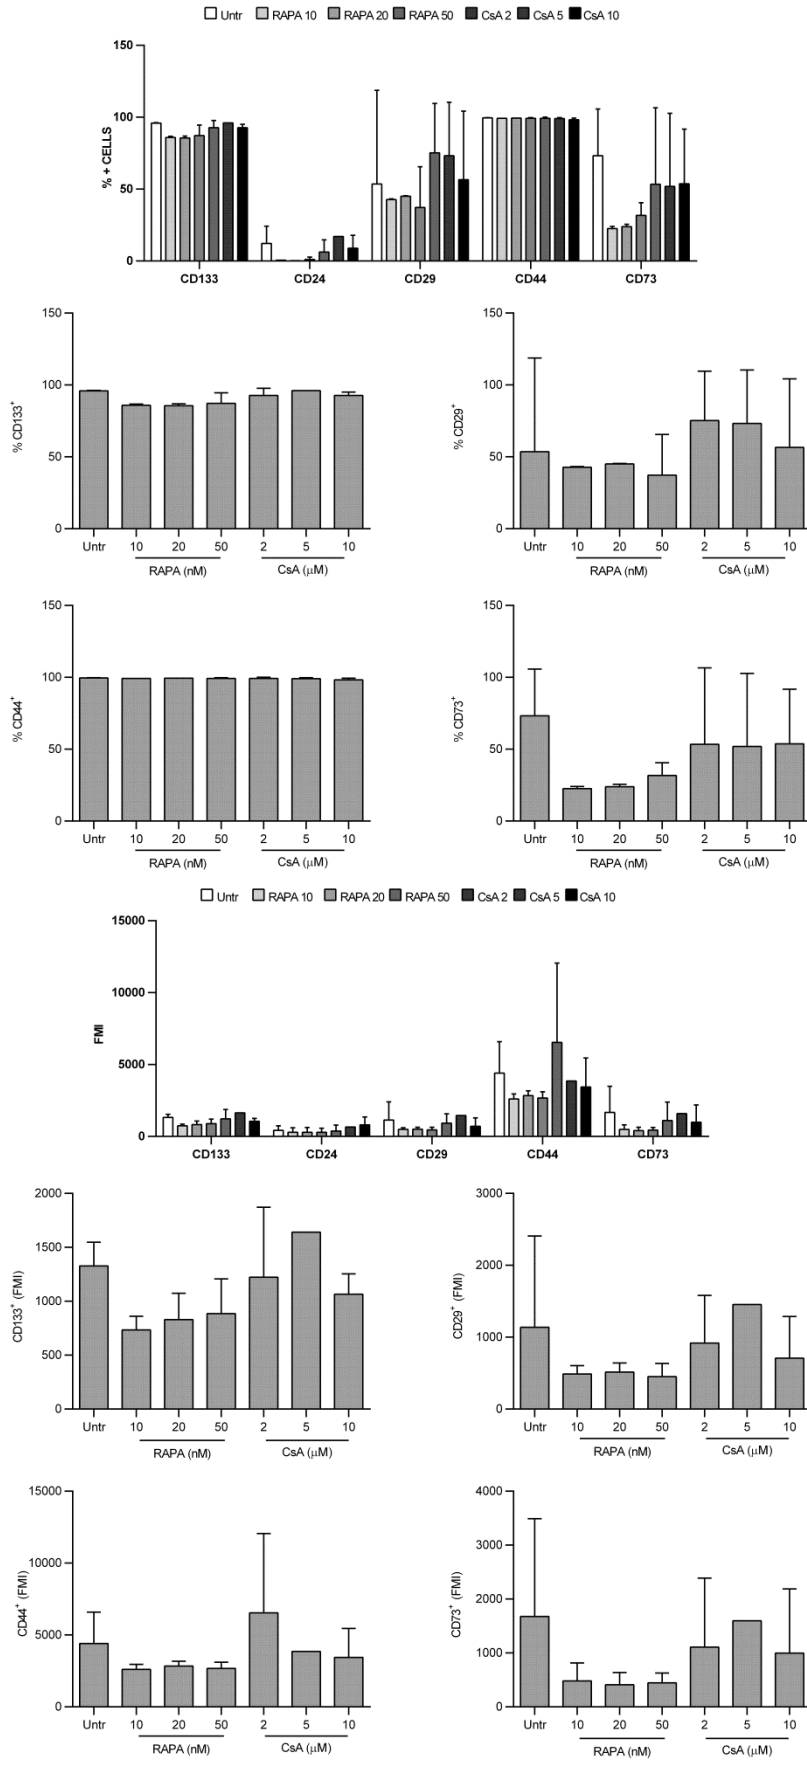 Untr RAPA 10 RAPA 20 RAPA 50 CsA 2 CsA 5 CsA 10
150
100
50
0
% + CELLS
CD133 CD24 CD29 CD44 CD73
150
100
50
0
% CD133+
Untr 10 20 50 2 5 10
RAPA (nM) CsA (μM)
150
100
50
0
% CD29+
Untr 10 20 50 2 5 10
RAPA (nM) CsA (μM)
150
100
50
0
% CD44+
Untr 10 20 50 2 5 10
RAPA (nM) CsA (μM)
150
100
50
0
% CD73+
Untr 10 20 50 2 5 10
RAPA (nM) CsA (μM)
Untr RAPA 10 RAPA 20 RAPA 50 CsA 2 CsA 5 CsA 10
15000
10000
5000
0
FMI
CD133 CD24 CD29 CD44 CD73
2000
1500
1000
500
0
CD133+ (FMI)
Untr 10 20 50 2 5 10
RAPA (nM) CsA (μM)
3000
2000
1000
0
CD29+ (FMI)
Untr 10 20 50 2 5 10
RAPA (nM) CsA (μM)
15000
10000
5000
0
CD44+ (FMI)
Untr 10 20 50 2 5 10
RAPA (nM) CsA (μM)
4000
3000
2000
1000
0
CD73+ (FMI)
Untr 10 20 50 2 5 10
RAPA (nM) CsA (μM)